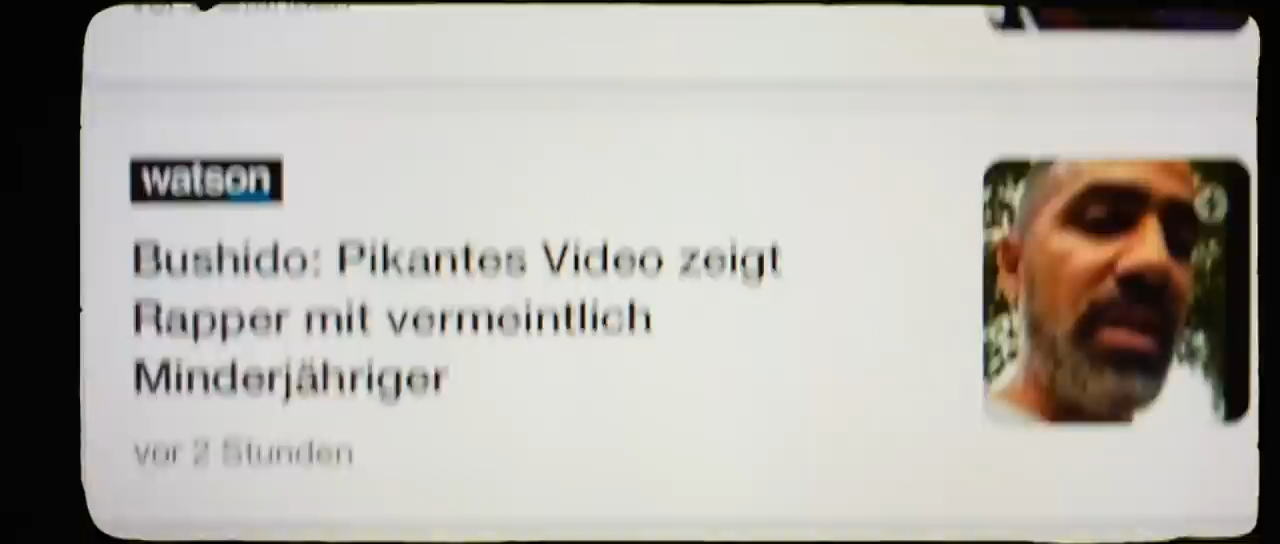 watson
Bushido: Pikantes Video zeigt
Rapper mit vermeintlich
Minderjähriger
vor 2 Stunden